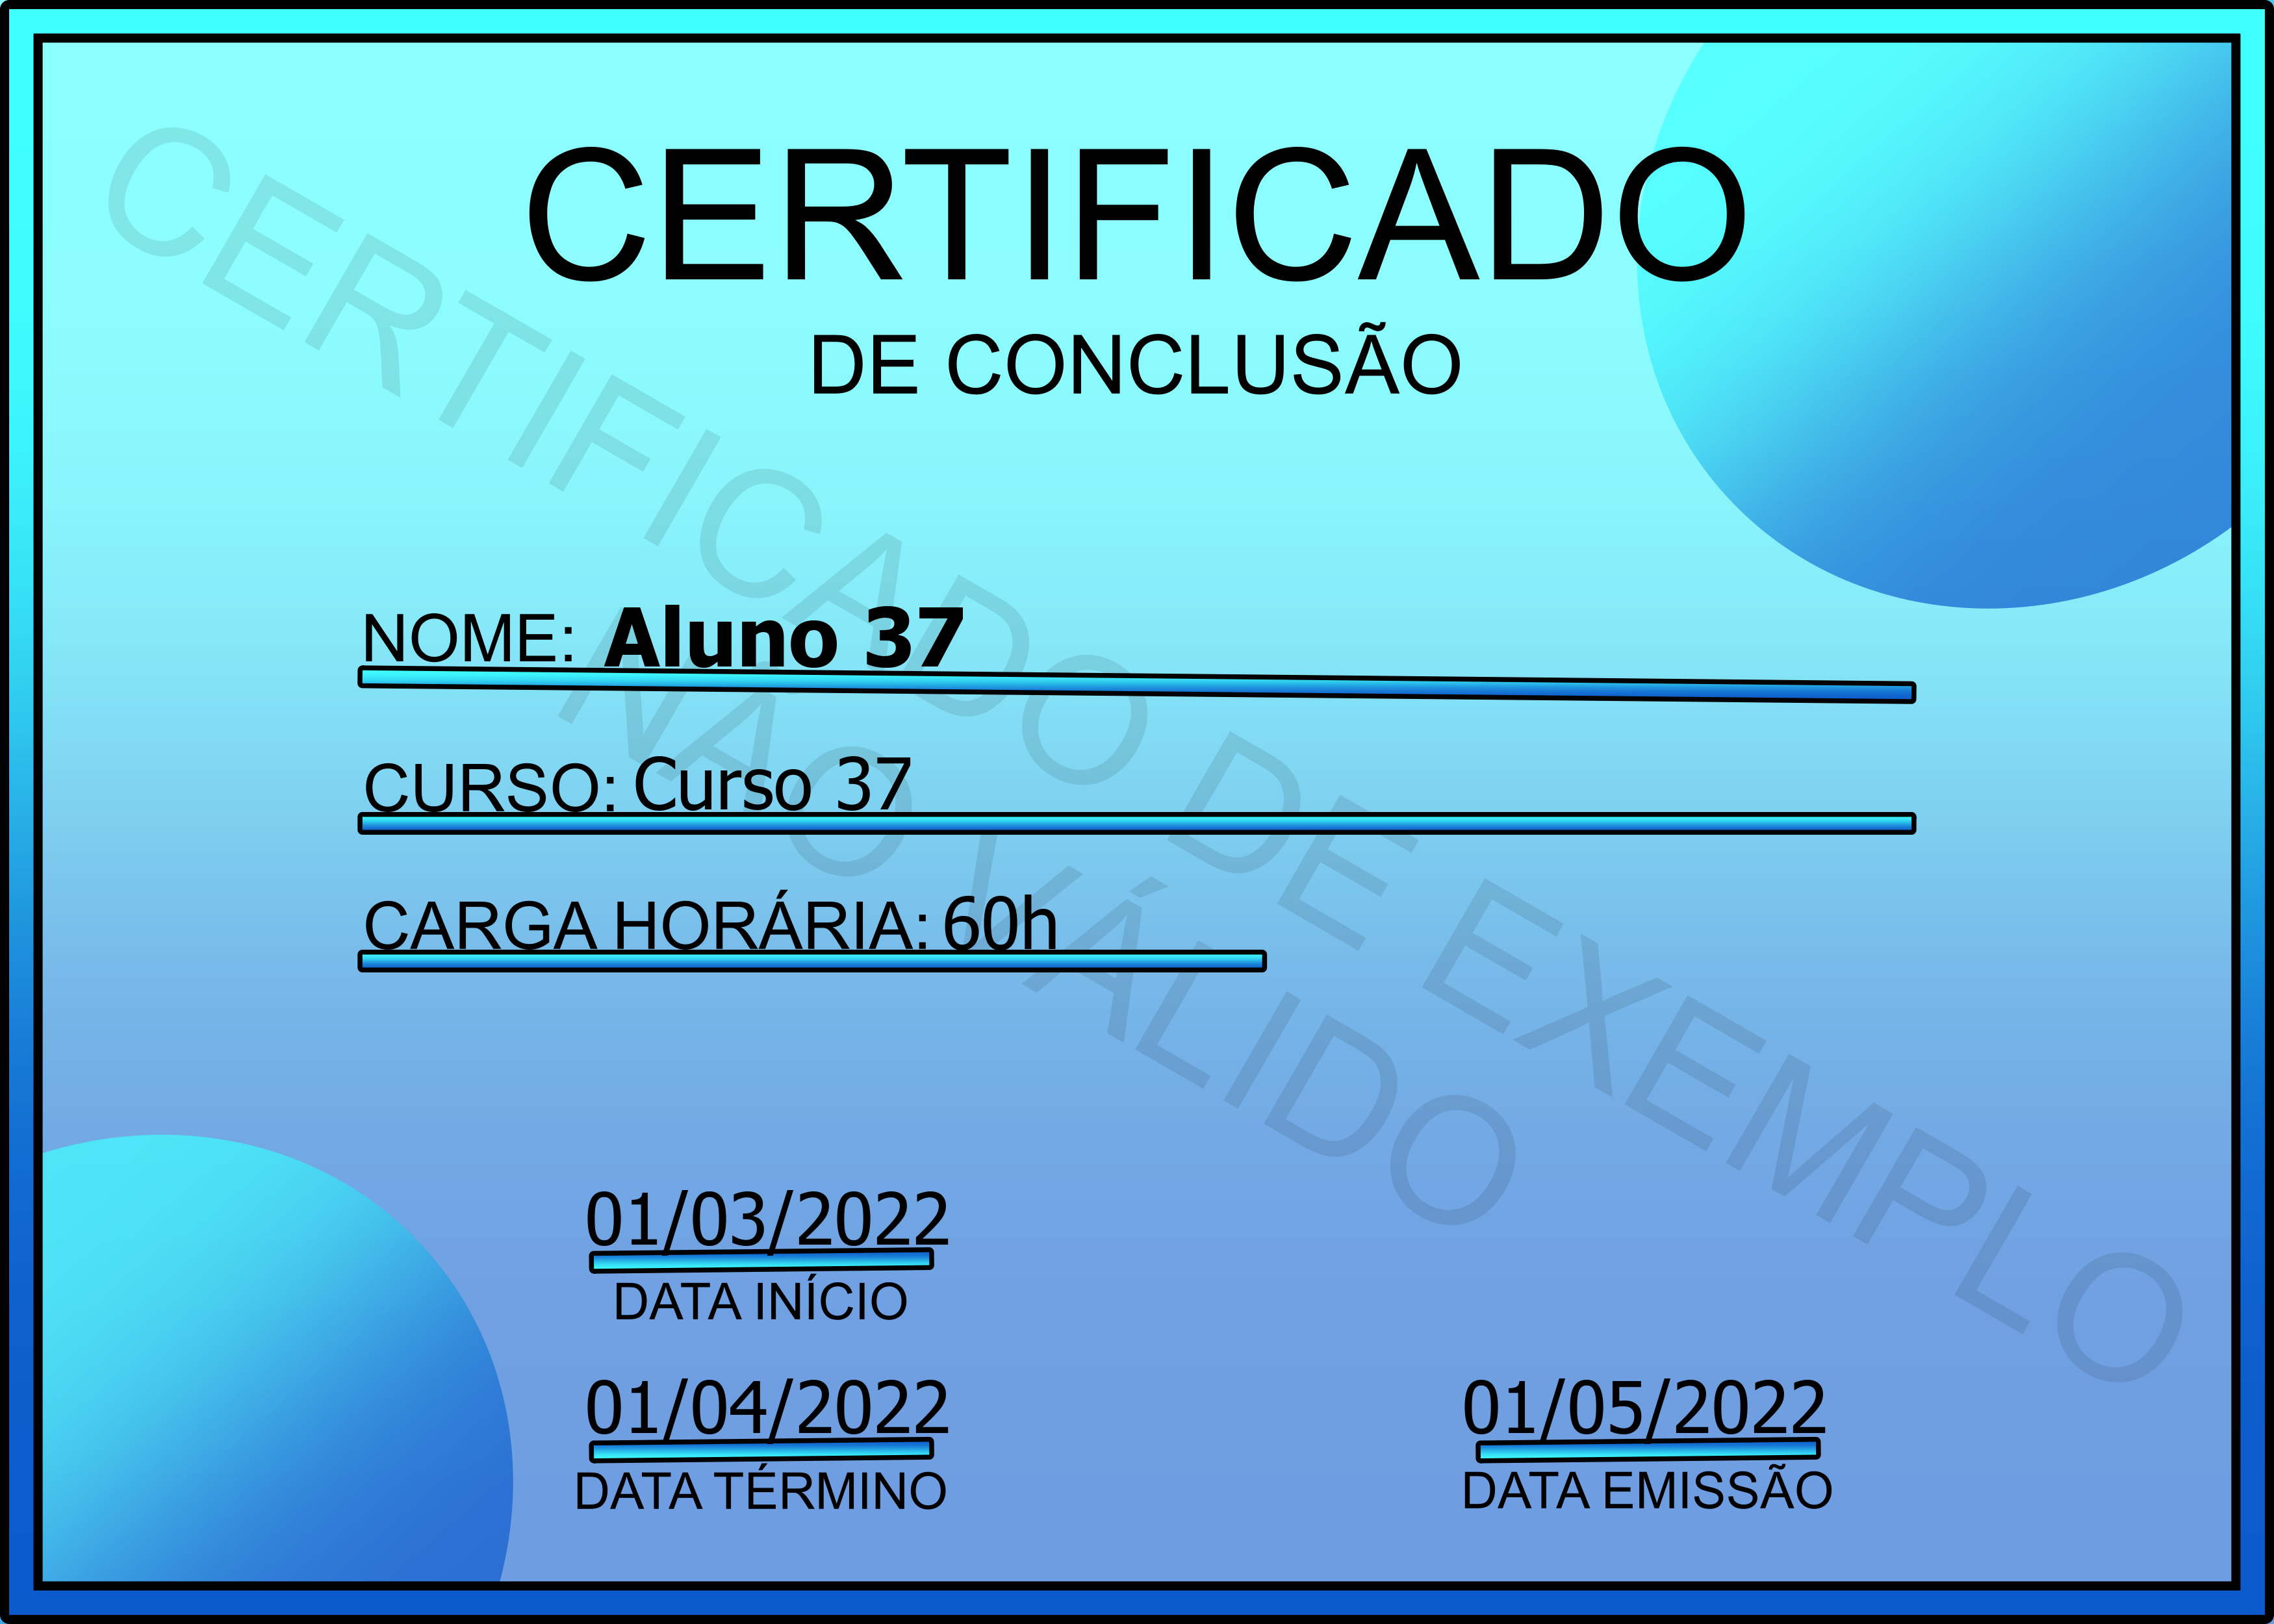 CERTIFICADO
DE CONCLUSÃO
CERTIFICADO DE EXEMPLO
NÃO VÁLIDO
NOME: Aluno 37
CURSO: Curso 37
CARGA HORÁRIA: 60h
01/03/2022
DATA INÍCIO
01/04/2022
DATA TÉRMINO
01/05/2022
DATA EMISSÃO